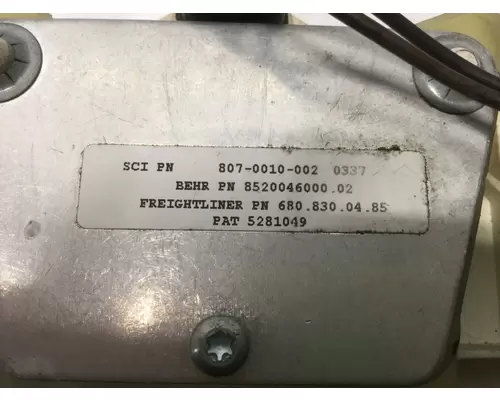 SCI PN 807-0010-002 0337
BEHR PN 8520046000.02
FREIGHTLINER PN 680.830.04.85
PAT 5281049